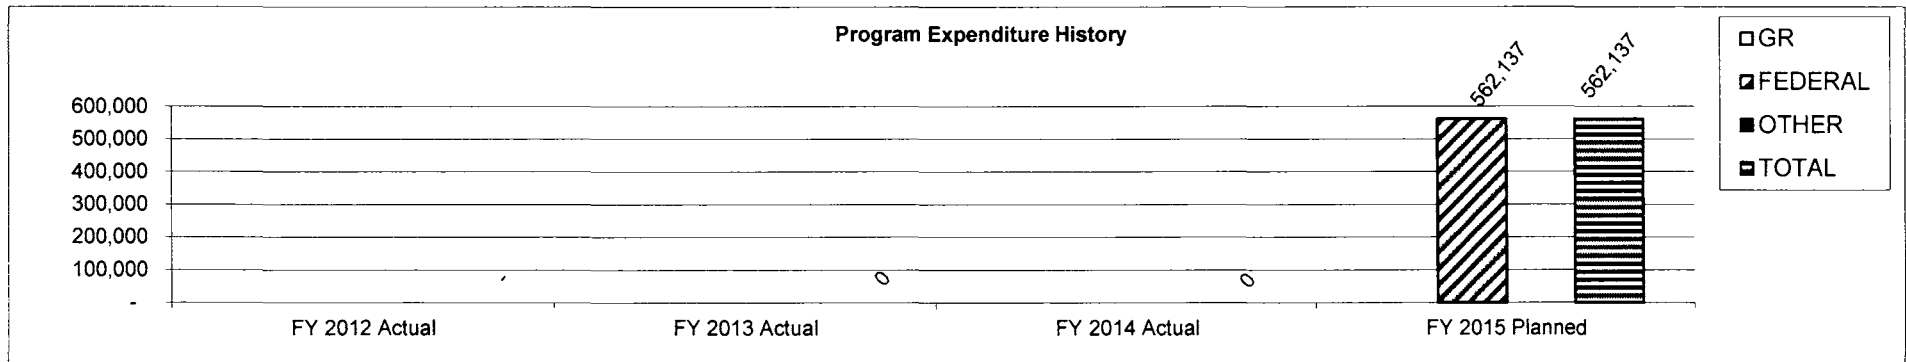 Program Expenditure History
GR
FEDERAL
OTHER
TOTAL
562,137
562,137
600,000
500,000
400,000
300,000
200,000
100,000
-
-
0
0
FY 2012 Actual
FY 2013 Actual
FY 2014 Actual
FY 2015 Planned